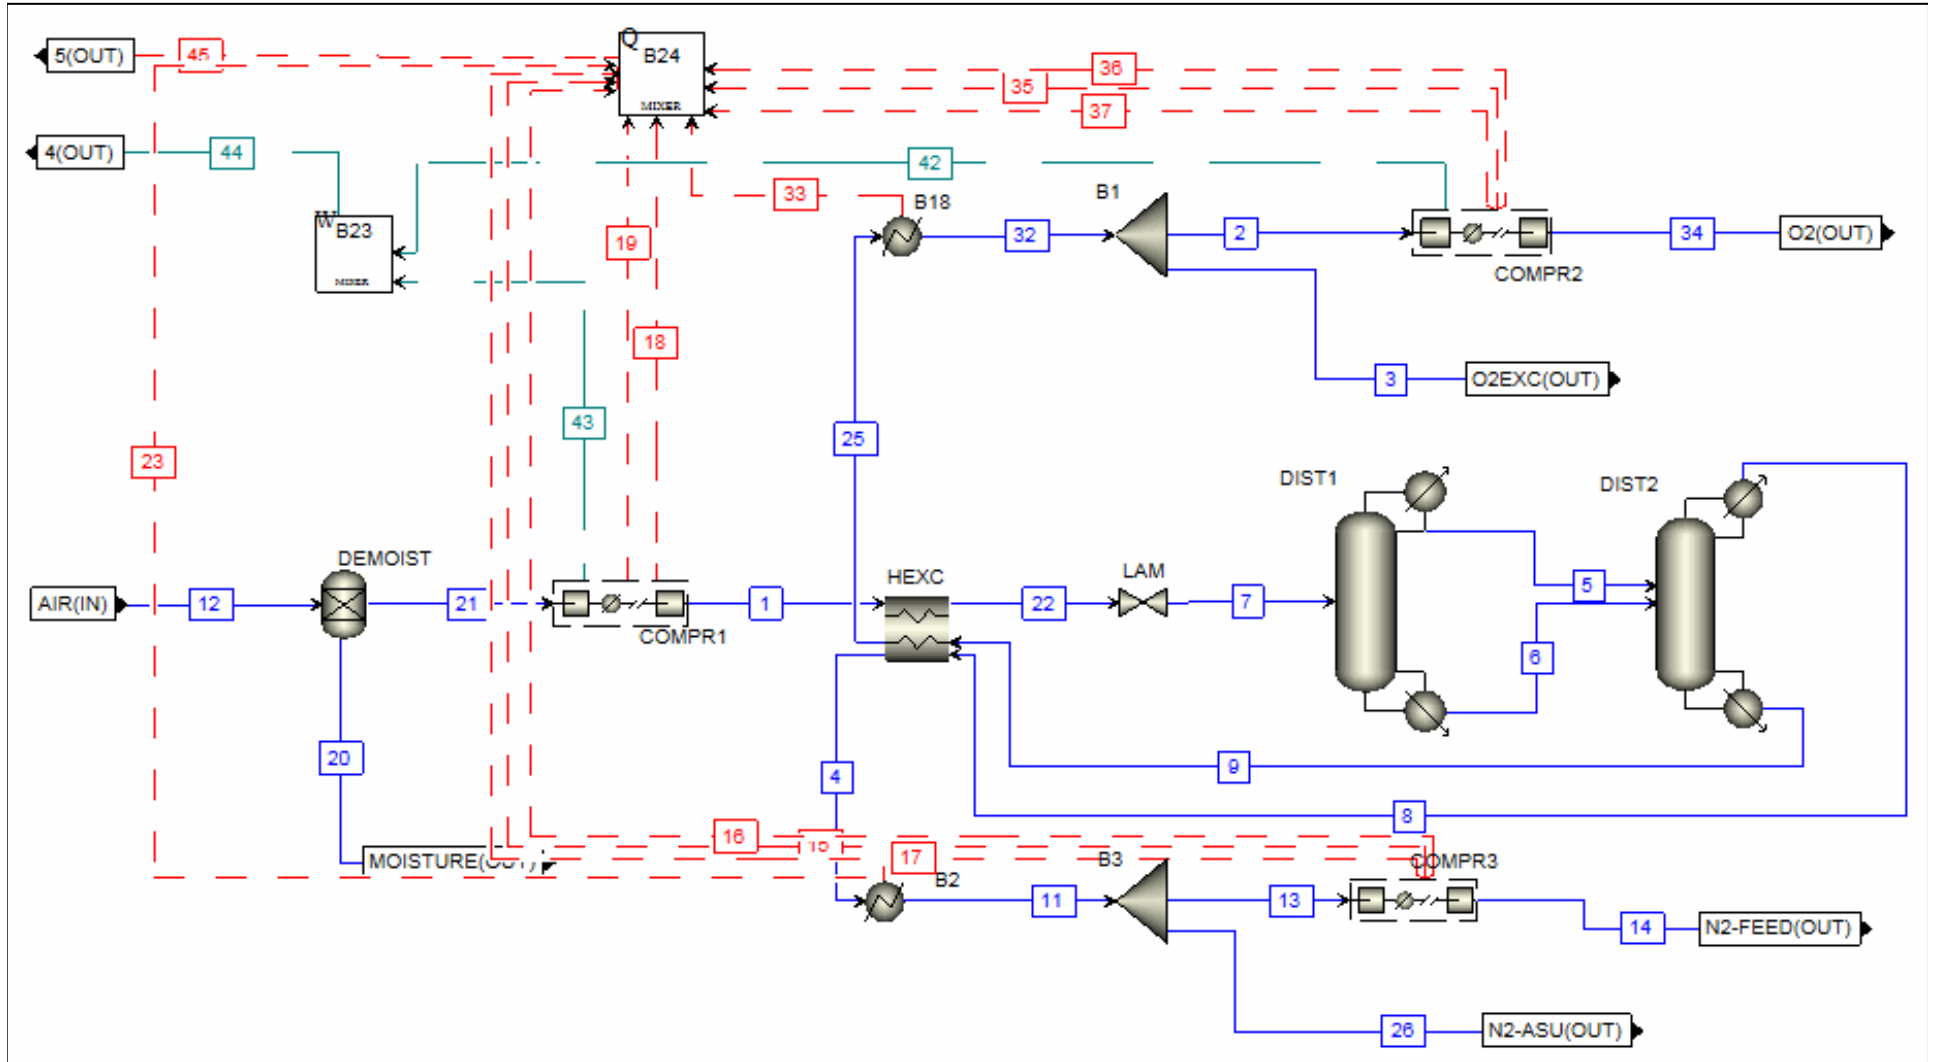 Q
B24
MIXER
5(OUT)
45
36
35
37
4(OUT)
44
42
33
B18
B1
W
B23
MIXER
19
32
2
34
O2(OUT)
COMPR2
18
3
O2EXC(OUT)
43
25
23
DIST1
DIST2
DEMOIST
HEXC
LAM
AIR(IN)
12
21
COMPR1
1
22
7
5
6
20
4
9
8
16
17
MOISTURE(OUT)
B3
COMPR3
B2
11
13
14
N2-FEED(OUT)
26
N2-ASU(OUT)